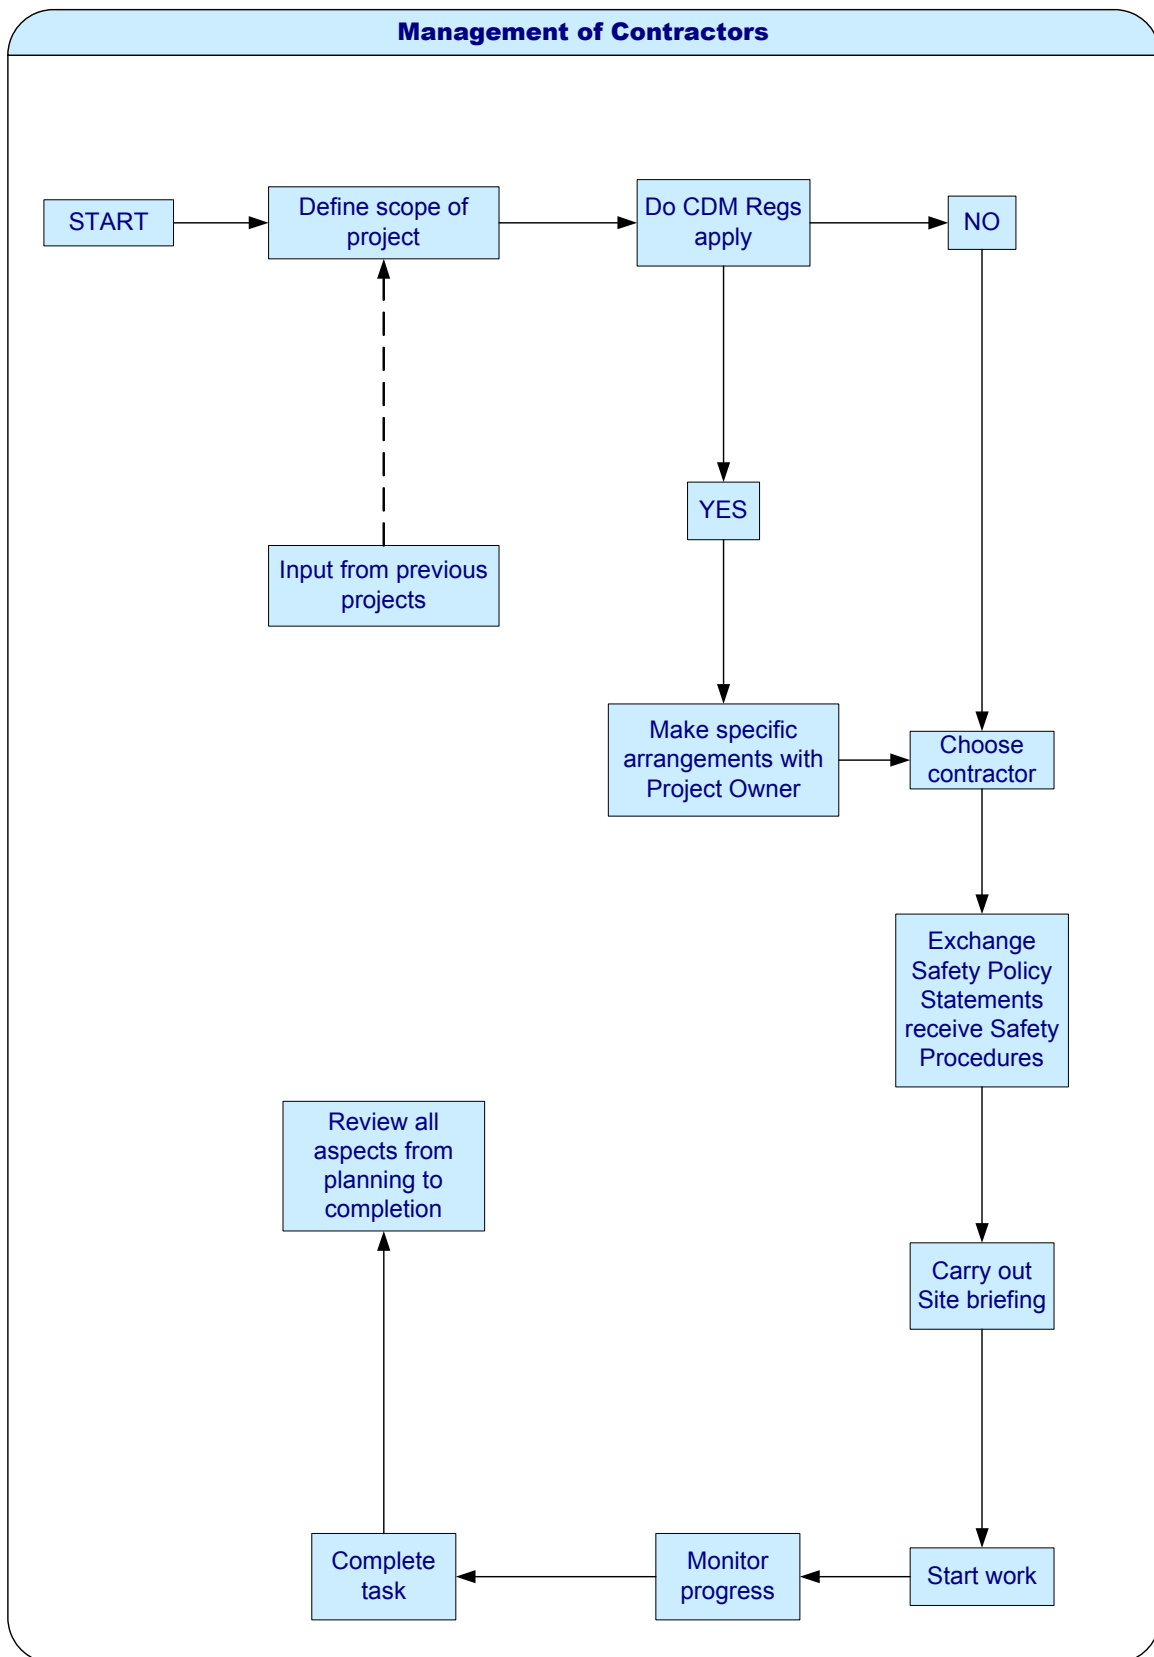 Management of Contractors
START
Define scope of
project
Do CDM Regs
apply
NO
YES
Input from previous
projects
Make specific
arrangements with
Project Owner
Choose
contractor
Exchange
Safety Policy
Statements
receive Safety
Procedures
Review all
aspects from
planning to
completion
Carry out
Site briefing
Complete
task
Monitor
progress
Start work